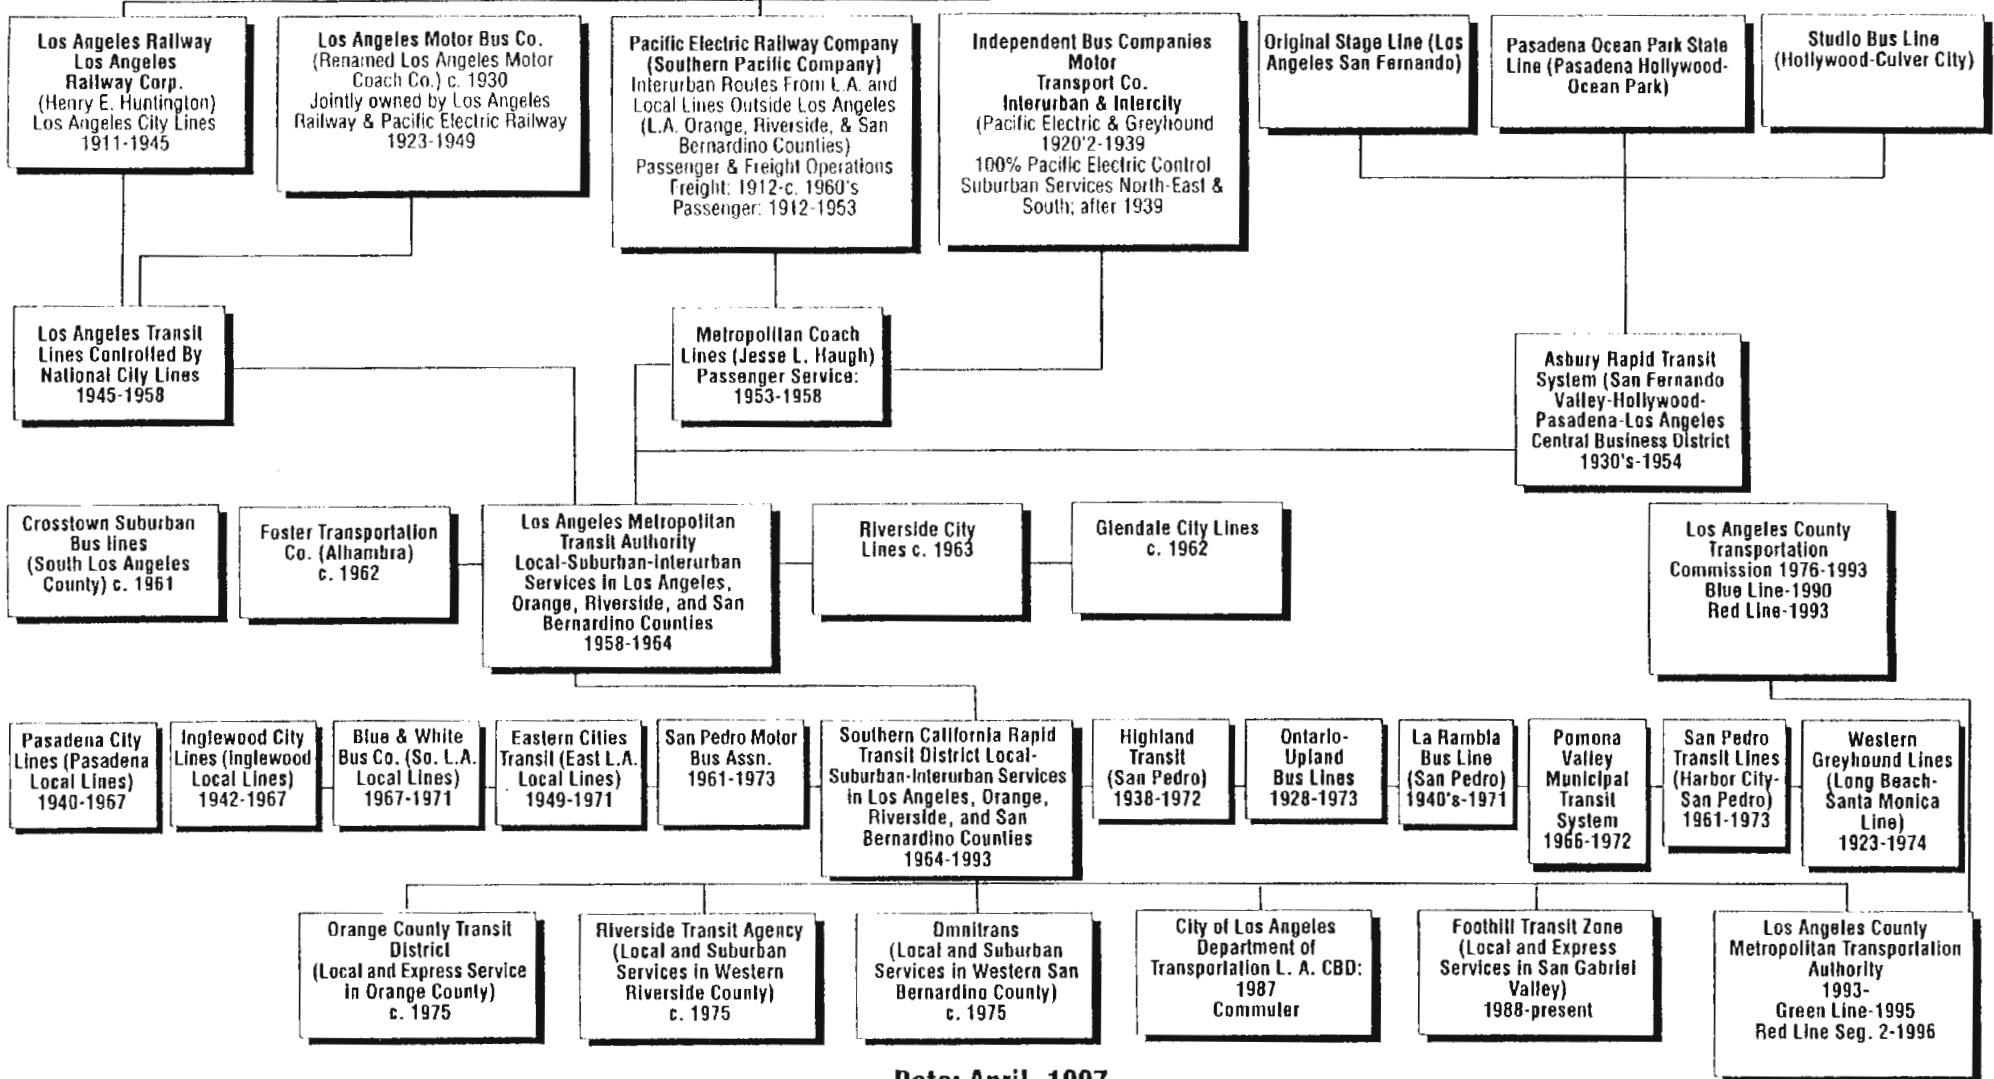 Los Angeles Railway
Los Angeles
Railway Corp.
(Henry E. Huntington)
Los Angeles City Lines
1911-1945
Los Angeles Motor Bus Co.
(Renamed Los Angeles Motor
Coach Co.) c. 1930
Jointly owned by Los Angeles
Railway & Pacific Electric Railway
1923-1949
Pacific Electric Railway Company
(Southern Pacific Company)
Interurban Routes From L.A. and
Local Lines Outside Los Angeles
(L.A. Orange, Riverside, & San
Bernardino Counties)
Passenger & Freight Operations
Freight: 1912-c. 1960's
Passenger: 1912-1953
Independent Bus Companies
Motor
Transport Co.
Interurban & Intercity
(Pacific Electric & Greyhound
1920'2-1939
100% Pacific Electric Control
Suburban Services North-East &
South; after 1939
Original Stage Line (Los
Angeles San Fernando)
Pasadena Ocean Park State
Line (Pasadena Hollywood-
Ocean Park)
Studio Bus Line
(Hollywood-Culver City)
Los Angeles Transit
Lines Controlled By
National City Lines
1945-1958
Metropolitan Coach
Lines (Jesse L. Haugh)
Passenger Service:
1953-1958
Asbury Rapid Transit
System (San Fernando
Valley-Hollywood-
Pasadena-Los Angeles
Central Business District
1930's-1954
Crosstown Suburban
Bus lines
(South Los Angeles
County) c. 1961
Foster Transportation
Co. (Alhambra)
c. 1962
Los Angeles Metropolitan
Transit Authority
Local-Suburban-Interurban
Services in Los Angeles,
Orange, Riverside, and San
Bernardino Counties
1958-1964
Riverside City
Lines c. 1963
Glendale City Lines
c. 1962
Los Angeles County
Transportation
Commission 1976-1993
Blue Line-1990
Red Line-1993
Pasadena City
Lines (Pasadena
Local Lines)
1940-1967
Inglewood City
Lines (Inglewood
Local Lines)
1942-1967
Blue & White
Bus Co. (So. L.A.
Local Lines)
1967-1971
Eastern Cities
Transit (East L.A.
Local Lines)
1949-1971
San Pedro Motor
Bus Assn.
1961-1973
Southern California Rapid
Transit District Local-
Suburban-Interurban Services
in Los Angeles, Orange,
Riverside, and San
Bernardino Counties
1964-1993
Highland
Transit
(San Pedro)
1938-1972
Ontario-
Upland
Bus Lines
1928-1973
La Rambla
Bus Line
(San Pedro)
1940's-1971
Pomona
Valley
Municipal
Transit
System
1966-1972
San Pedro
Transit Lines
(Harbor City-
San Pedro)
1961-1973
Western
Greyhound Lines
(Long Beach-
Santa Monica
Line)
1923-1974
Orange County Transit
District
(Local and Express Service
in Orange County)
c. 1975
Riverside Transit Agency
(Local and Suburban
Services in Western
Riverside County)
c. 1975
Omnitrans
(Local and Suburban
Services in Western San
Bernardino County)
c. 1975
City of Los Angeles
Department of
Transportation L. A. CBD:
1987
Commuter
Foothill Transit Zone
(Local and Express
Services in San Gabriel
Valley)
1988-present
Los Angeles County
Metropolitan Transportation
Authority
1993-
Green Line-1995
Red Line Seg. 2-1996
Date: April, 1997